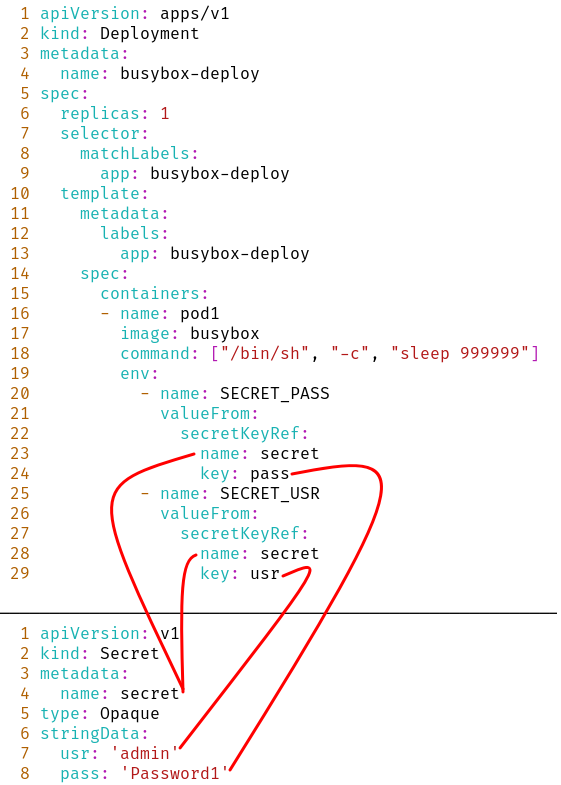 1 apiVersion: apps/v1
2 kind: Deployment
3 metadata:
4   name: busybox-deploy
5 spec:
6   replicas: 1
7   selector:
8     matchLabels:
9       app: busybox-deploy
10   template:
11     metadata:
12       labels:
13         app: busybox-deploy
14     spec:
15       containers:
16       - name: pod1
17         image: busybox
18         command: ["/bin/sh", "-c", "sleep 999999"]
19         env:
20           - name: SECRET_PASS
21             valueFrom:
22               secretKeyRef:
23                 name: secret
24                 key: pass
25           - name: SECRET_USR
26             valueFrom:
27               secretKeyRef:
28                 name: secret
29                 key: usr
1 apiVersion: v1
2 kind: Secret
3 metadata:
4   name: secret
5 type: Opaque
6 stringData:
7   usr: 'admin'
8   pass: 'Password1'